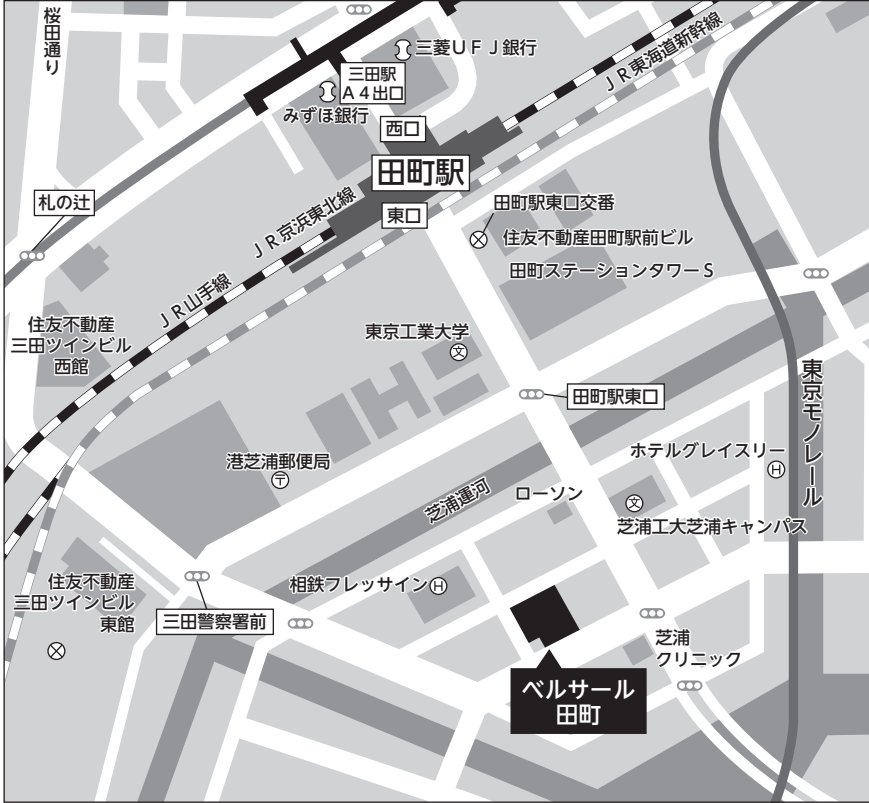 桜田通り
三菱UFJ銀行
三田駅
A4出口
みずほ銀行
JR東海道新幹線
西口
田町駅
東口
札の辻
JR京浜東北線
JR山手線
田町駅東口交番
住友不動産田町駅前ビル
田町ステーションタワーS
住友不動産
三田ツインビル
西館
東京工業大学
文
田町駅東口
東京モノレール
港芝浦郵便局
〒
芝浦運河
ローソン
ホテルグレイスリー
H
文
芝浦工大芝浦キャンパス
住友不動産
三田ツインビル
東館
三田警察署前
相鉄フレッサイン
H
芝浦
クリニック
ベルサール
田町